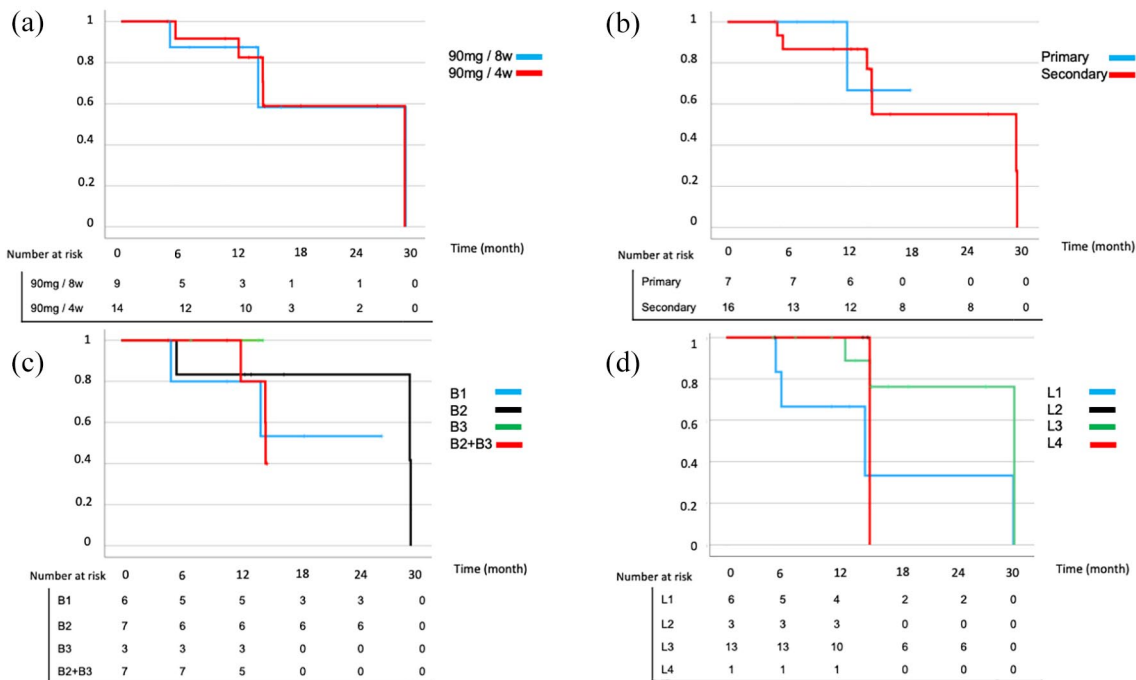 (a)
1
0.8
0.6
0.4
0.2
0
90mg / 8w
90mg / 4w
Time (month)
Number at risk 0 6 12 18 24 30
90mg / 8w 9 5 3 1 1 0
90mg / 4w 14 12 10 3 2 0
(b)
1
0.8
0.6
0.4
0.2
0
Primary
Secondary
Time (month)
Number at risk 0 6 12 18 24 30
Primary 7 7 6 0 0 0
Secondary 16 13 12 8 8 0
(c)
1
0.8
0.6
0.4
0.2
0
B1
B2
B3
B2+B3
Time (month)
Number at risk 0 6 12 18 24 30
B1 6 5 5 3 3 0
B2 7 6 6 6 6 0
B3 3 3 3 0 0 0
B2+B3 7 7 5 0 0 0
(d)
1
0.8
0.6
0.4
0.2
0
L1
L2
L3
L4
Time (month)
Number at risk 0 6 12 18 24 30
L1 6 5 4 2 2 0
L2 3 3 3 0 0 0
L3 13 13 10 6 6 0
L4 1 1 1 0 0 0